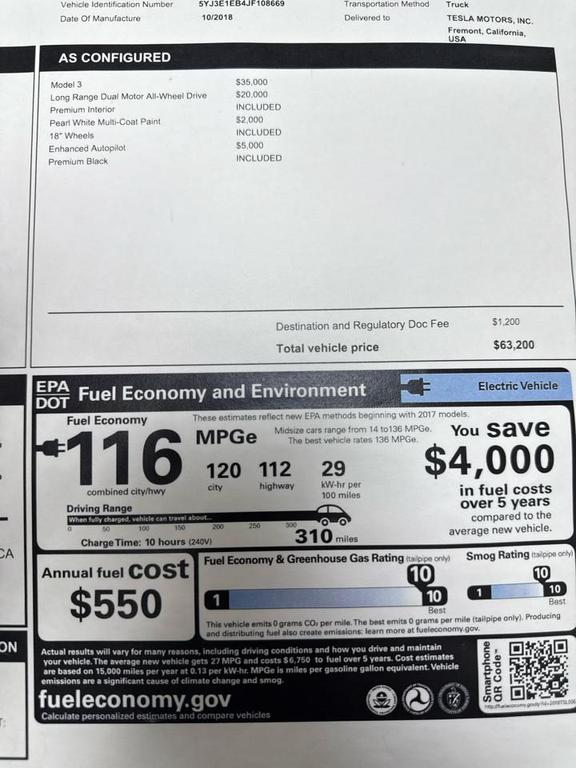 Vehicle Identification Number 5YJ3E1EB4JF108669 Transportation Method Truck
Date Of Manufacture 10/2018 Delivered to TESLA MOTORS, INC.
Fremont, California,
USA
AS CONFIGURED
Model 3 $35,000
Long Range Dual Motor All-Wheel Drive $20,000
Premium Interior INCLUDED
Pearl White Multi-Coat Paint $2,000
18" Wheels INCLUDED
Enhanced Autopilot $5,000
Premium Black INCLUDED
Destination and Regulatory Doc Fee $1,200
Total vehicle price $63,200
EPA
DOT Fuel Economy and Environment Electric Vehicle
Fuel Economy These estimates reflect new EPA methods beginning with 2017 models.
116 MPGe Midsize cars range from 14 to136 MPGe.
The best vehicle rates 136 MPGe.
120 112 29
city highway kW-hr per
100 miles
combined city/hwy
You save
$4,000
in fuel costs
over 5 years
compared to the
average new vehicle.
Driving Range
When fully charged, vehicle can travel about...
0 50 100 150 200 250 300
Charge Time: 10 hours (240V) 310 miles
Annual fuel cost
$550
Fuel Economy & Greenhouse Gas Rating (tailpipe only) Smog Rating (tailpipe only)
10 10
1 10 1 10
Best Best
This vehicle emits 0 grams CO₂ per mile. The best emits 0 grams per mile (tailpipe only). Producing
and distributing fuel also create emissions: learn more at fueleconomy.gov.
Actual results will vary for many reasons, including driving conditions and how you drive and maintain
your vehicle. The average new vehicle gets 27 MPG and costs $6,750 to fuel over 5 years. Cost estimates
are based on 15,000 miles per year at 0.13 per kW-hr. MPGe is miles per gasoline gallon equivalent. Vehicle
emissions are a significant cause of climate change and smog.
fueleconomy.gov
Calculate personalized estimates and compare vehicles
Smartphone
QR Code™
CA
ON
T: